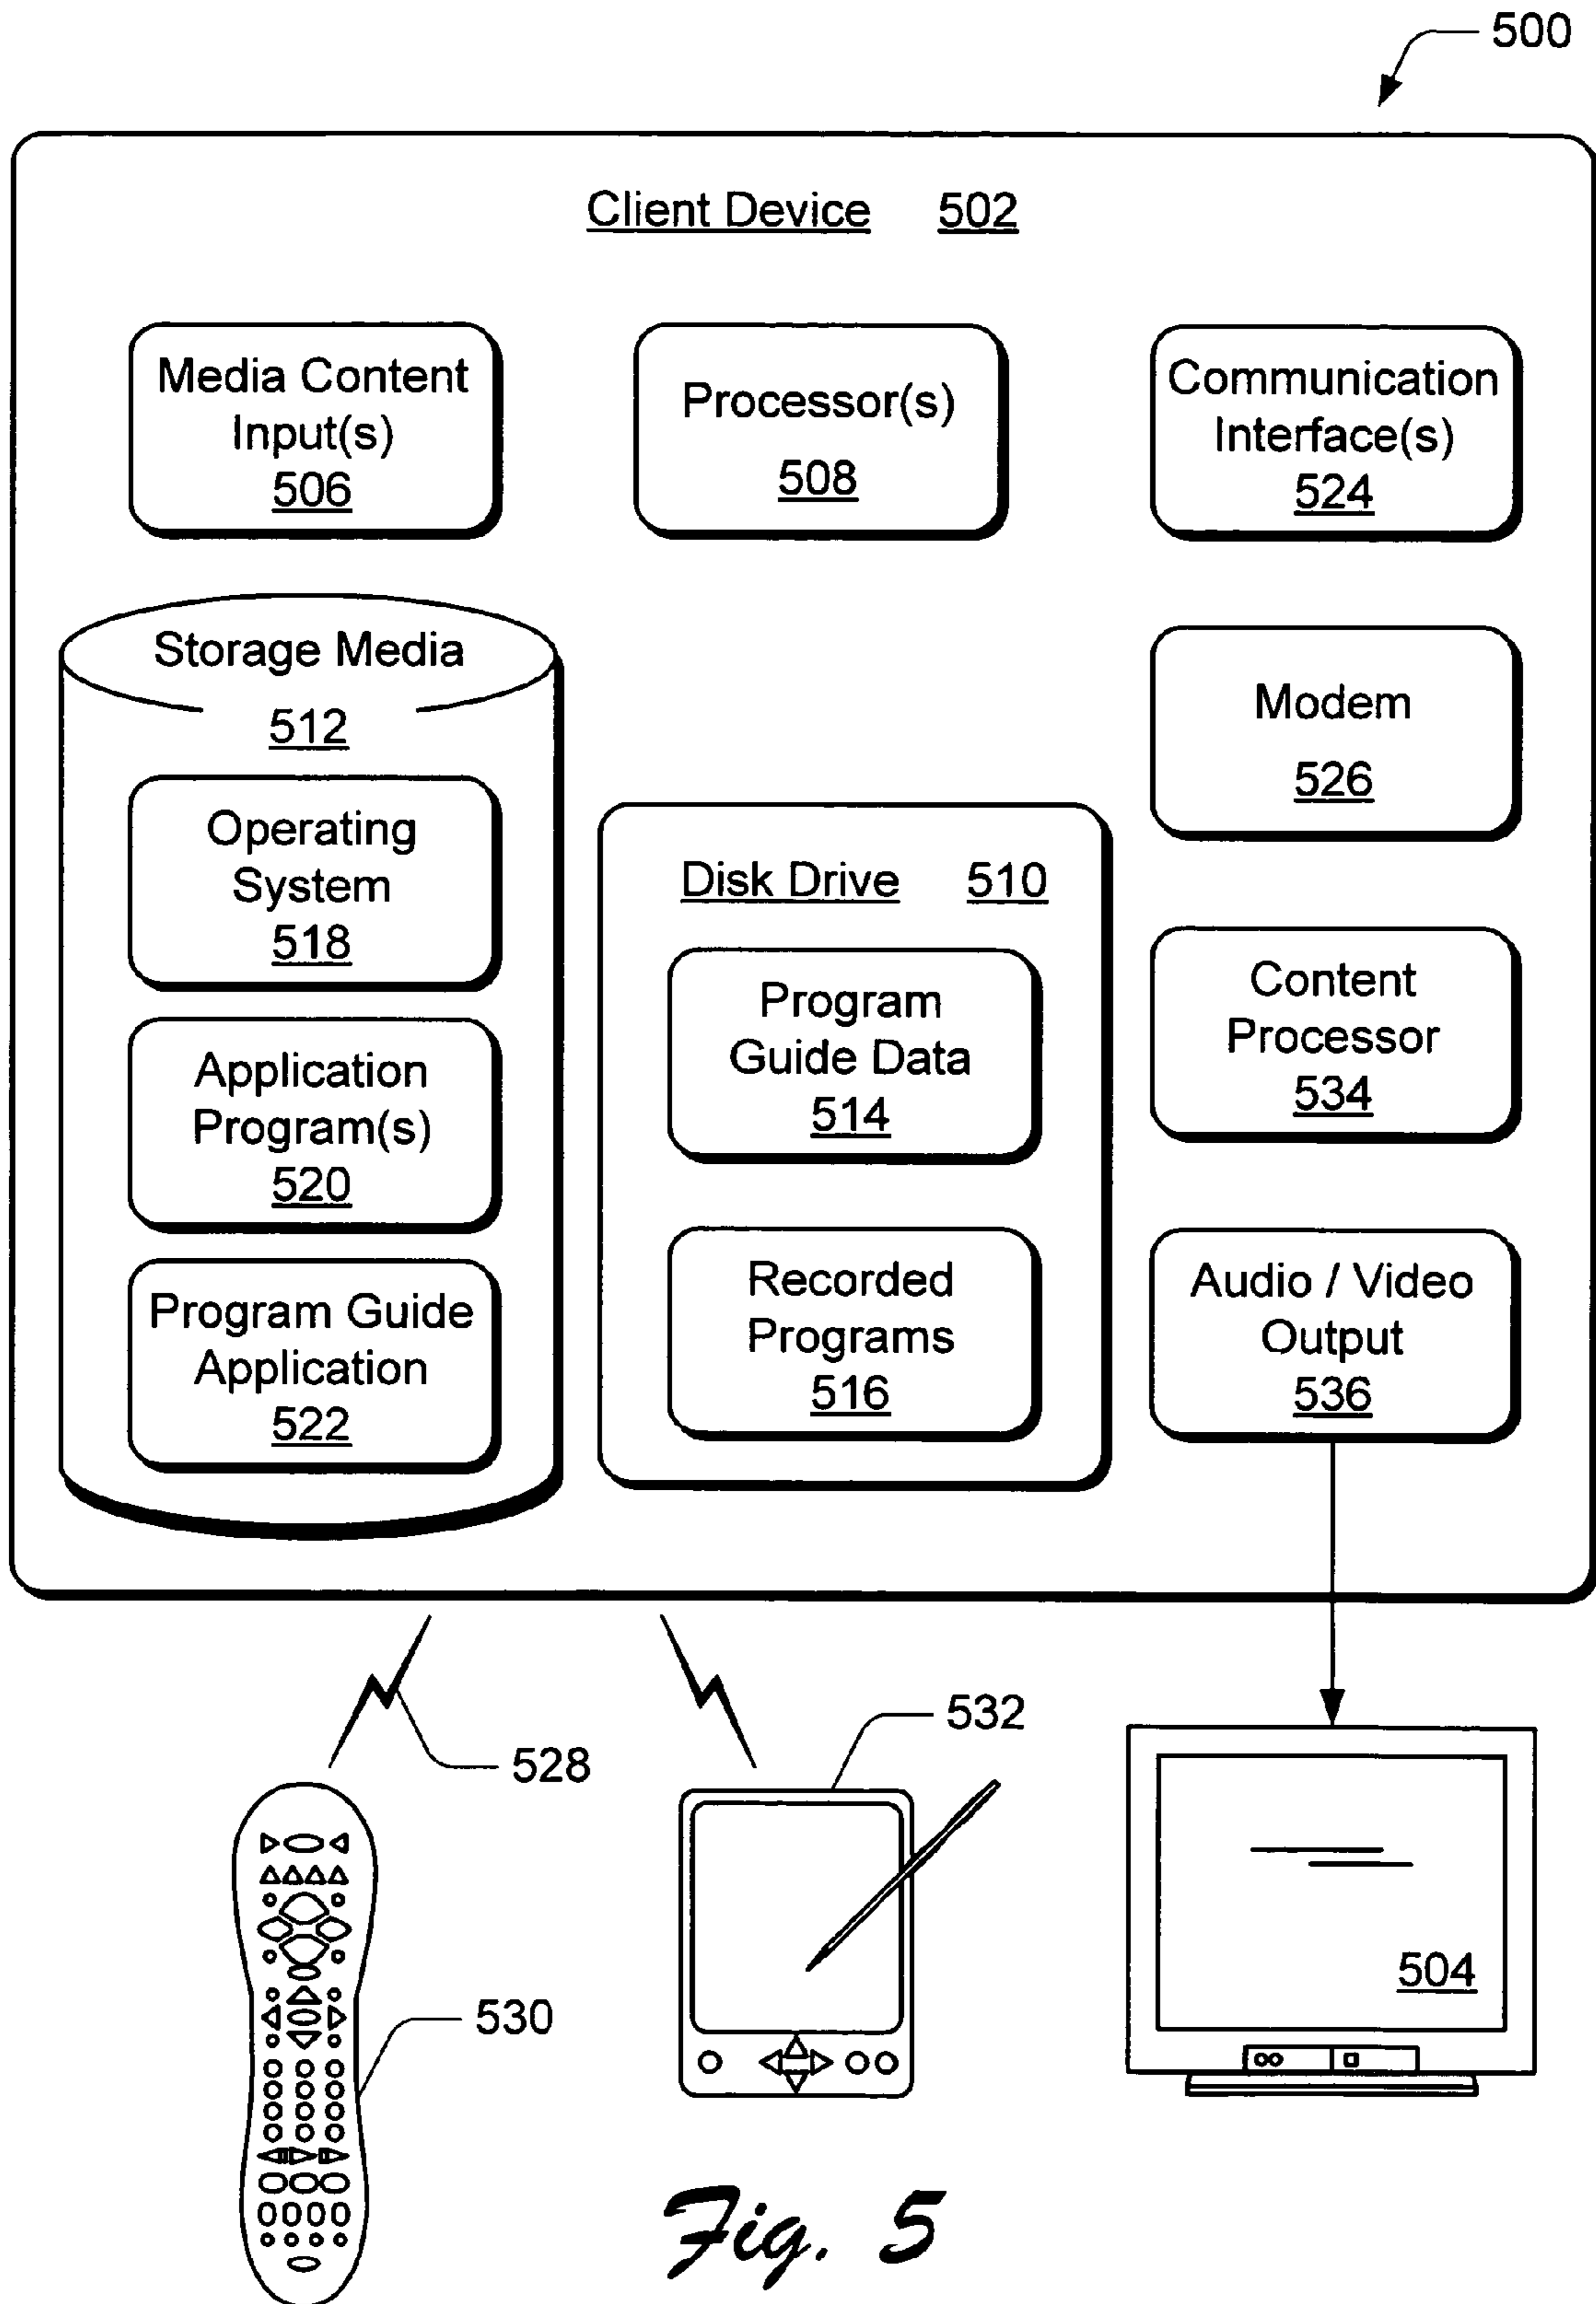 500
Client Device 502
Media Content
Input(s)
506
Processor(s)
508
Communication
Interface(s)
524
Storage Media
512
Operating
System
518
Application
Program(s)
520
Program Guide
Application
522
Disk Drive 510
Program
Guide Data
514
Recorded
Programs
516
Modem
526
Content
Processor
534
Audio / Video
Output
536
528
530
532
504
Fig. 5